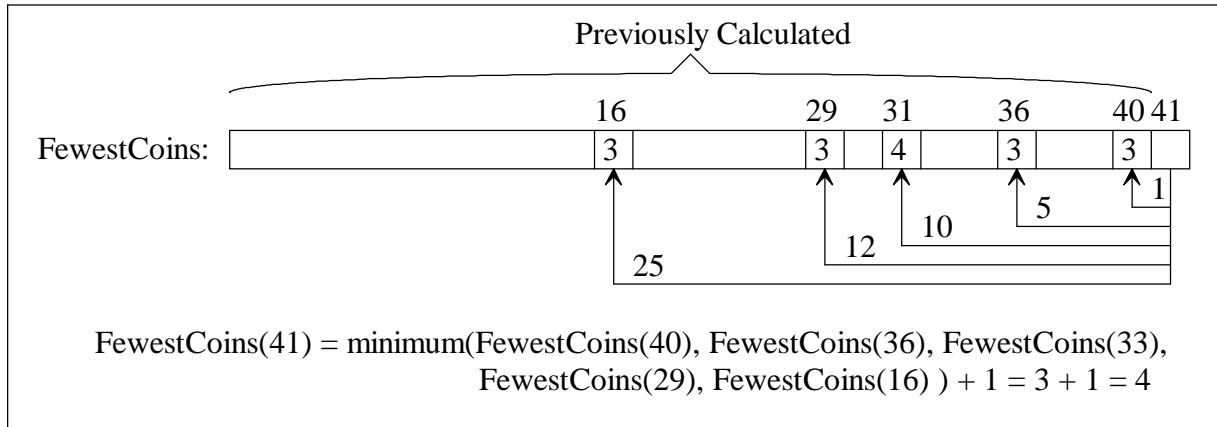 Previously Calculated
16 29 31 36 40 41
FewestCoins: 3 3 4 3 3
1
5
10
12
25
FewestCoins(41) = minimum(FewestCoins(40), FewestCoins(36), FewestCoins(33),
FewestCoins(29), FewestCoins(16) ) + 1 = 3 + 1 = 4